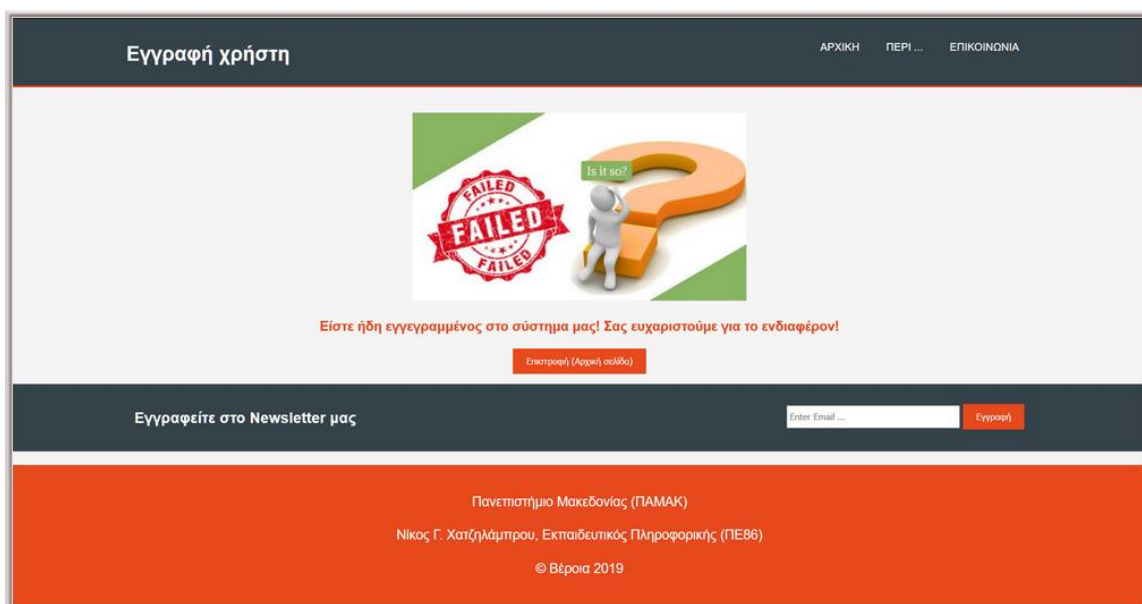 Εγγραφή χρήστη
ΑΡΧΙΚΗ ΠΕΡΙ ... ΕΠΙΚΟΙΝΩΝΙΑ
Is it so?
FAILED
FAILED
FAILED
Είστε ήδη εγγεγραμμένος στο σύστημα μας! Σας ευχαριστούμε για το ενδιαφέρον!
Επιστροφή (Αρχική σελίδα)
Εγγραφείτε στο Newsletter μας
Enter Email ...
Εγγραφή
Πανεπιστήμιο Μακεδονίας (ΠΑΜΑΚ)
Νίκος Γ. Χατζηλάμπρου, Εκπαιδευτικός Πληροφορικής (ΠΕ86)
© Βέροια 2019